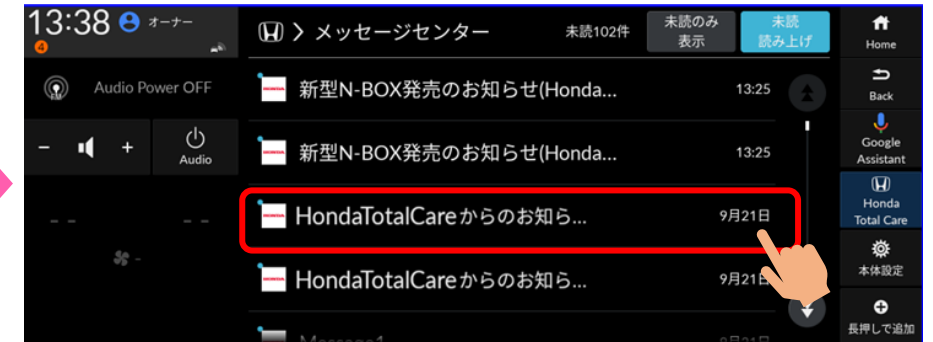 13:38 オーナー
4
Audio Power OFF
− +
Audio
-- --
-
メッセージセンター
未読102件
未読のみ
表示
未読
読み上げ
新型N-BOX発売のお知らせ(Honda... 13:25
新型N-BOX発売のお知らせ(Honda... 13:25
HondaTotalCareからのお知ら... 9月21日
HondaTotalCareからのお知ら... 9月21日
Message1 9月21日
Home
Back
Google
Assistant
Honda
Total Care
本体設定
長押しで追加